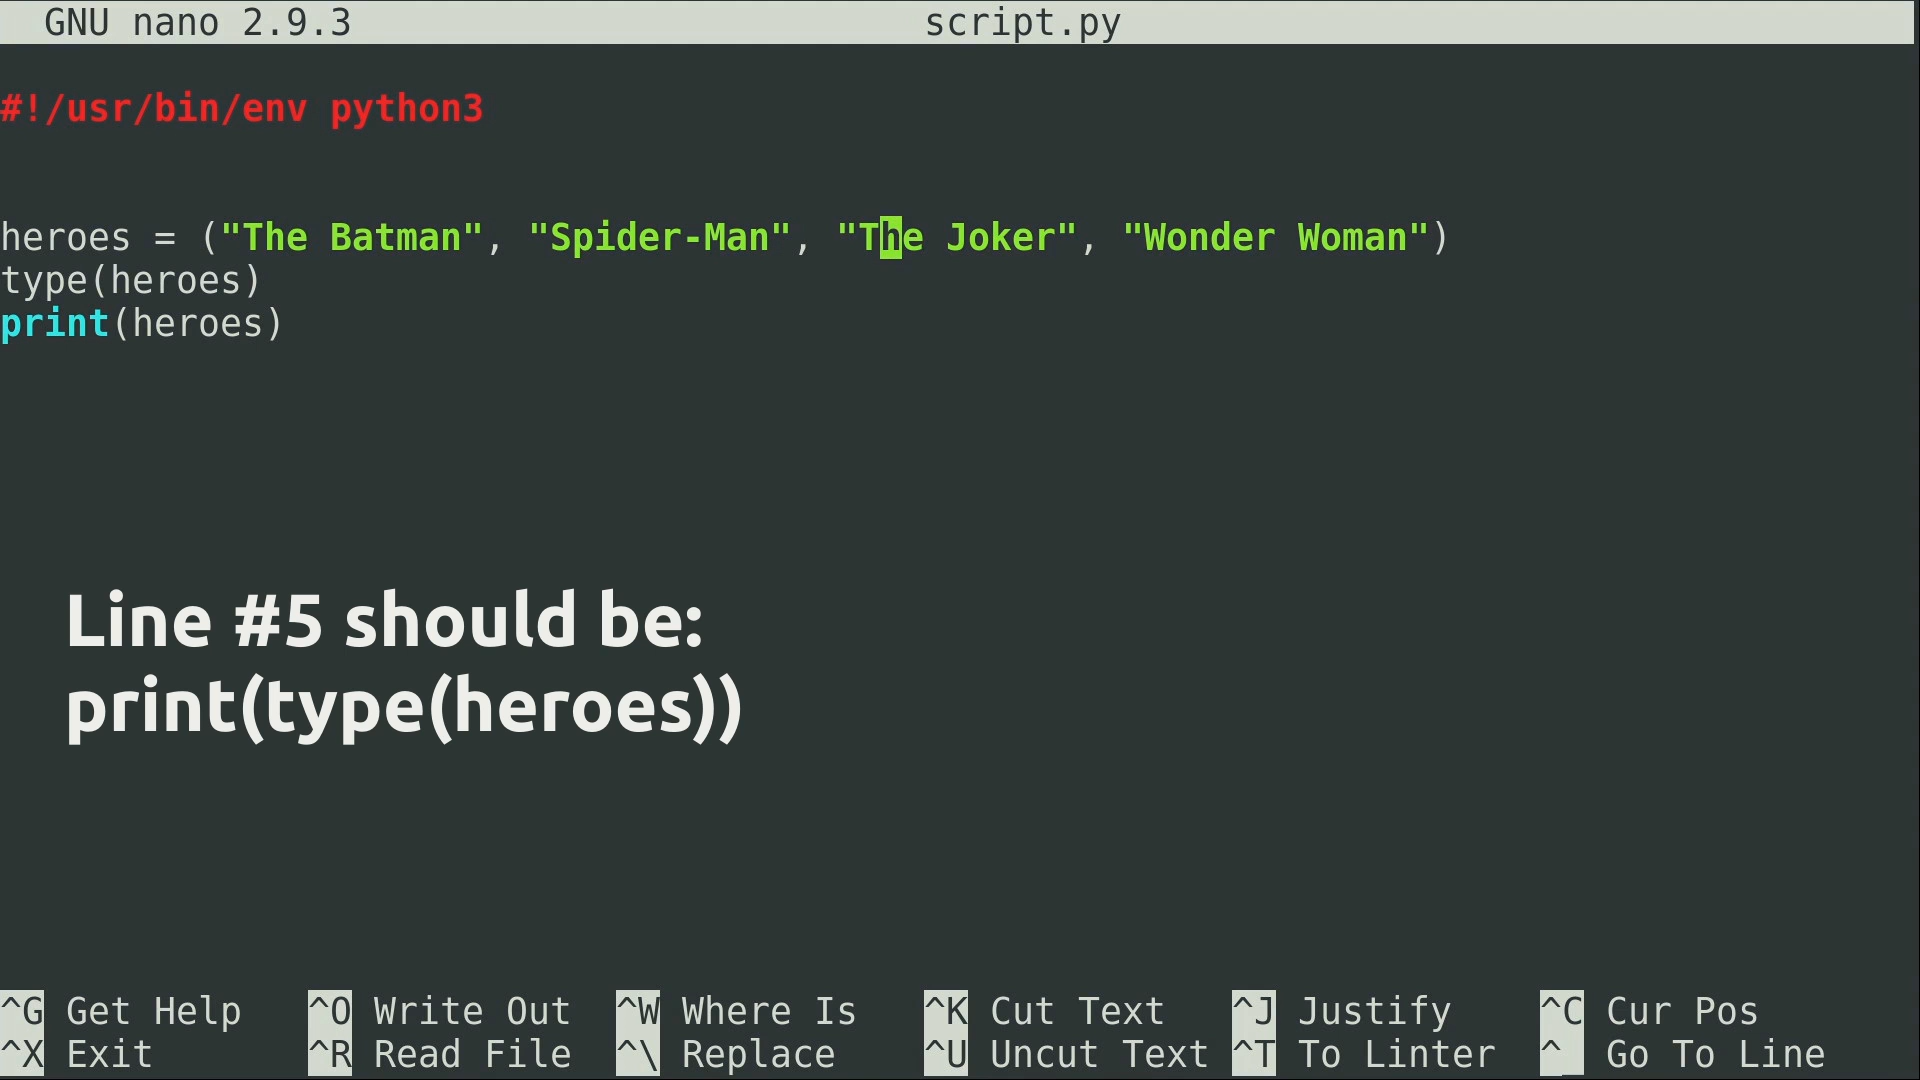 GNU nano 2.9.3 script.py
#!/usr/bin/env python3
heroes = ("The Batman", "Spider-Man", "The Joker", "Wonder Woman")
type(heroes)
print(heroes)
Line #5 should be:
print(type(heroes))
^G Get Help ^O Write Out ^W Where Is ^K Cut Text ^J Justify ^C Cur Pos
^X Exit ^R Read File ^\ Replace ^U Uncut Text ^T To Linter ^_ Go To Line